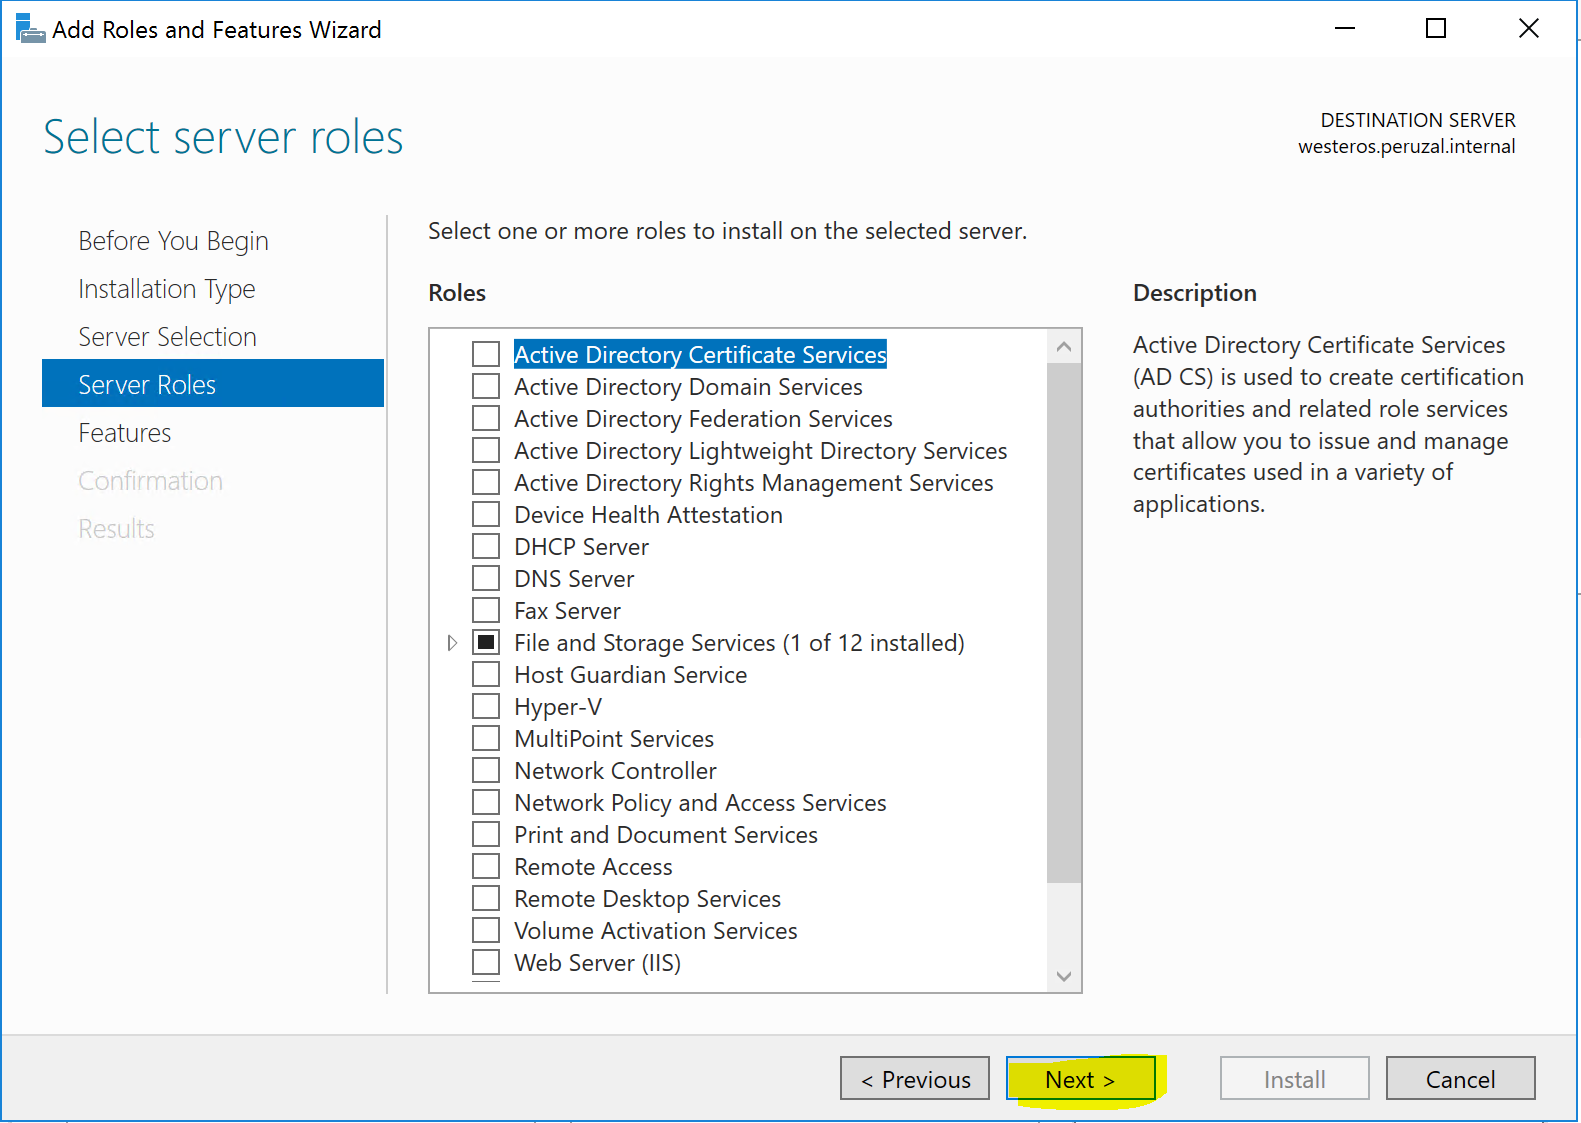 Add Roles and Features Wizard
Select server roles
DESTINATION SERVER
westeros.peruzal.internal
Before You Begin
Installation Type
Server Selection
Server Roles
Features
Confirmation
Results
Select one or more roles to install on the selected server.
Roles
Active Directory Certificate Services
Active Directory Domain Services
Active Directory Federation Services
Active Directory Lightweight Directory Services
Active Directory Rights Management Services
Device Health Attestation
DHCP Server
DNS Server
Fax Server
File and Storage Services (1 of 12 installed)
Host Guardian Service
Hyper-V
MultiPoint Services
Network Controller
Network Policy and Access Services
Print and Document Services
Remote Access
Remote Desktop Services
Volume Activation Services
Web Server (IIS)
Description
Active Directory Certificate Services
(AD CS) is used to create certification
authorities and related role services
that allow you to issue and manage
certificates used in a variety of
applications.
< Previous
Next >
Install
Cancel